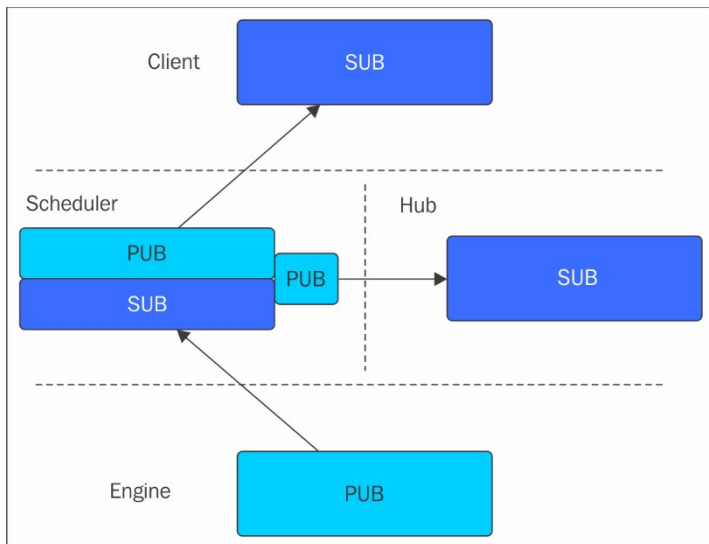 Client
SUB
Scheduler
Hub
PUB
PUB
SUB
SUB
Engine
PUB